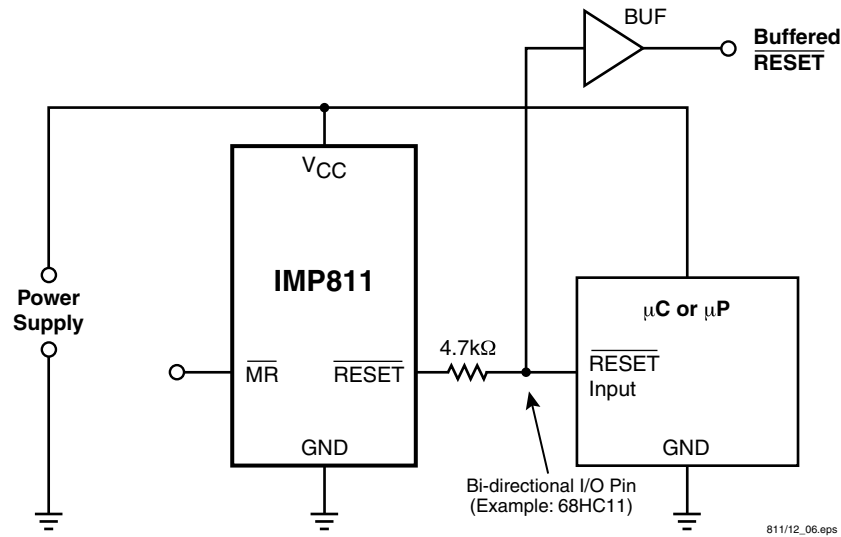 BUF
Buffered
RESET
VCC
IMP811
Power
Supply
MR
RESET
4.7kΩ
μC or μP
RESET
Input
GND
GND
Bi-directional I/O Pin
(Example: 68HC11)
811/12_06.eps